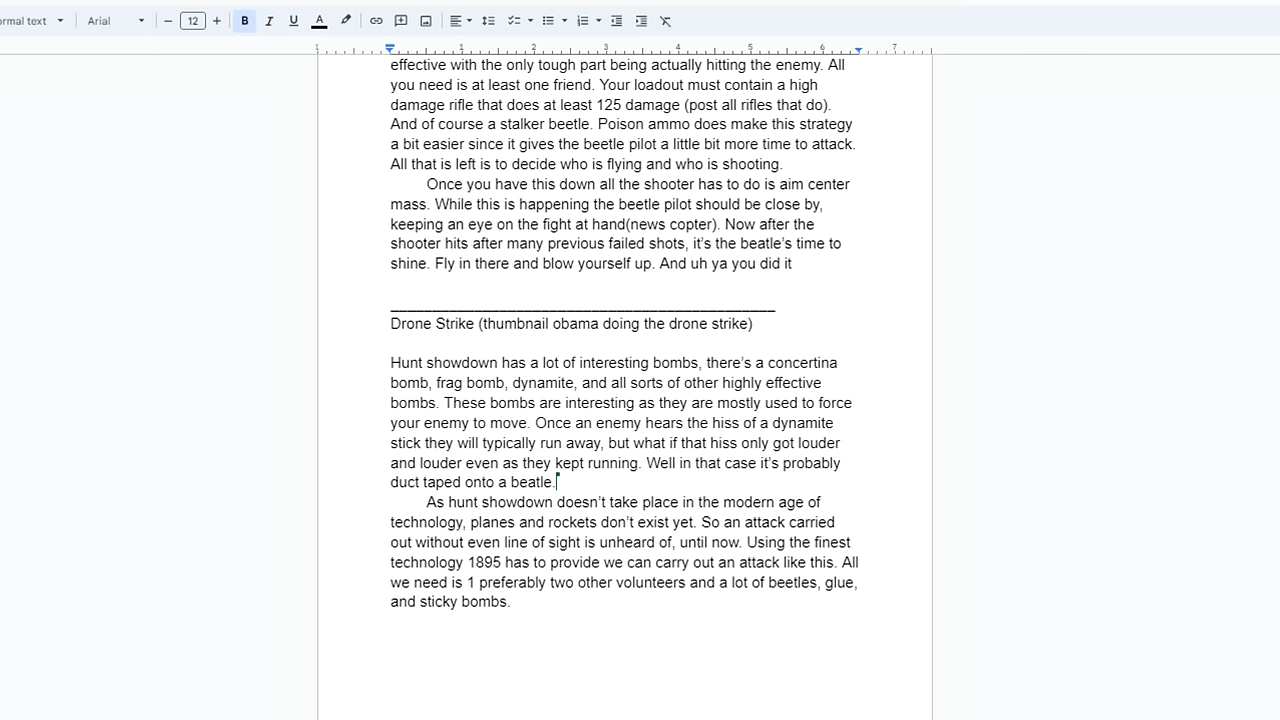 ormal text
Arial
12
1 1 2 3 4 5 6 7
effective with the only tough part being actually hitting the enemy. All
you need is at least one friend. Your loadout must contain a high
damage rifle that does at least 125 damage (post all rifles that do).
And of course a stalker beetle. Poison ammo does make this strategy
a bit easier since it gives the beetle pilot a little bit more time to attack.
All that is left is to decide who is flying and who is shooting.
Once you have this down all the shooter has to do is aim center
mass. While this is happening the beetle pilot should be close by,
keeping an eye on the fight at hand(news copter). Now after the
shooter hits after many previous failed shots, it's the beatle's time to
shine. Fly in there and blow yourself up. And uh ya you did it
Drone Strike (thumbnail obama doing the drone strike)
Hunt showdown has a lot of interesting bombs, there's a concertina
bomb, frag bomb, dynamite, and all sorts of other highly effective
bombs. These bombs are interesting as they are mostly used to force
your enemy to move. Once an enemy hears the hiss of a dynamite
stick they will typically run away, but what if that hiss only got louder
and louder even as they kept running. Well in that case it's probably
duct taped onto a beatle.
As hunt showdown doesn't take place in the modern age of
technology, planes and rockets don't exist yet. So an attack carried
out without even line of sight is unheard of, until now. Using the finest
technology 1895 has to provide we can carry out an attack like this. All
we need is 1 preferably two other volunteers and a lot of beetles, glue,
and sticky bombs.